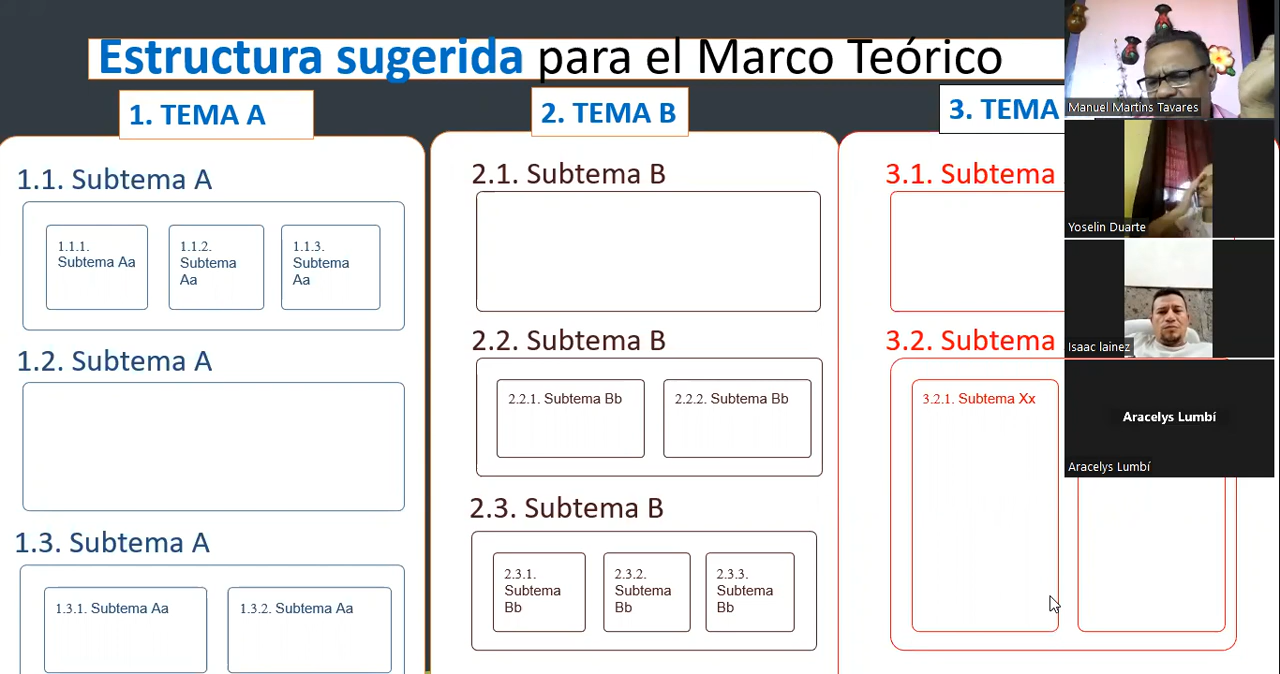 Estructura sugerida para el Marco Teórico
1. TEMA A
1.1. Subtema A
1.1.1.
Subtema Aa
1.1.2.
Subtema
Aa
1.1.3.
Subtema
Aa
1.2. Subtema A
1.3. Subtema A
1.3.1. Subtema Aa
1.3.2. Subtema Aa
2. TEMA B
2.1. Subtema B
2.2. Subtema B
2.2.1. Subtema Bb
2.2.2. Subtema Bb
2.3. Subtema B
2.3.1.
Subtema
Bb
2.3.2.
Subtema
Bb
2.3.3.
Subtema
Bb
3. TEMA
3.1. Subtema
3.2. Subtema
3.2.1. Subtema Xx
Manuel Martins Tavares
Yoselin Duarte
Isaac lainez
Aracelys Lumbí
Aracelys Lumbí